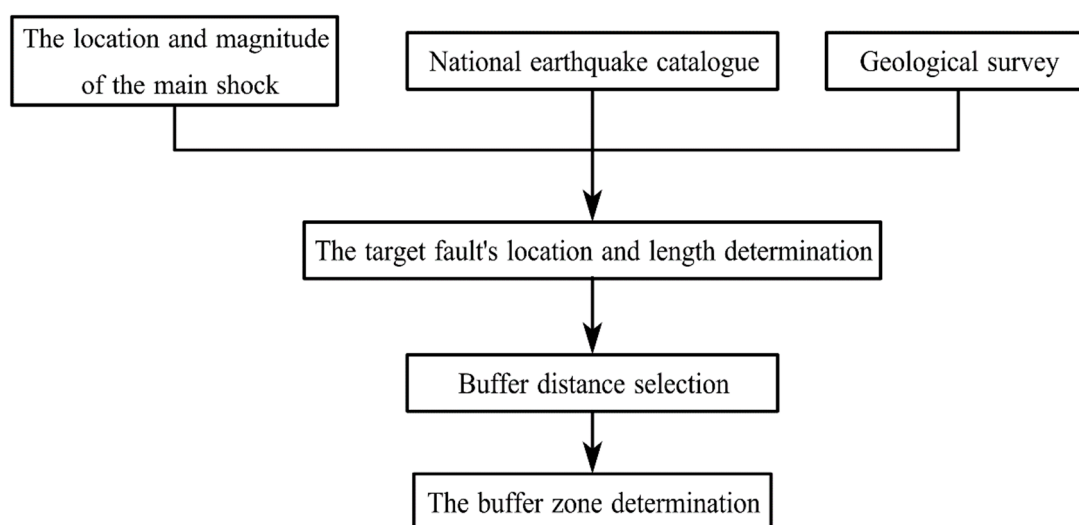 The location and magnitude
of the main shock
National earthquake catalogue
Geological survey
The target fault's location and length determination
Buffer distance selection
The buffer zone determination